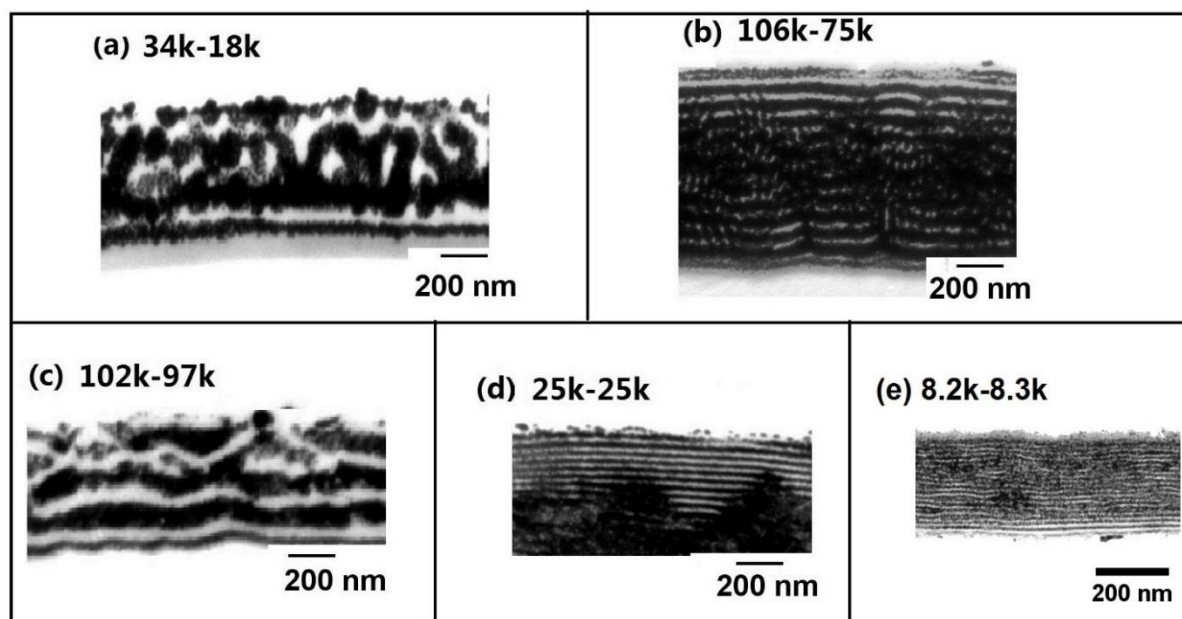 (a) 34k-18k
200 nm
(b) 106k-75k
200 nm
(c) 102k-97k
200 nm
(d) 25k-25k
200 nm
(e) 8.2k-8.3k
200 nm